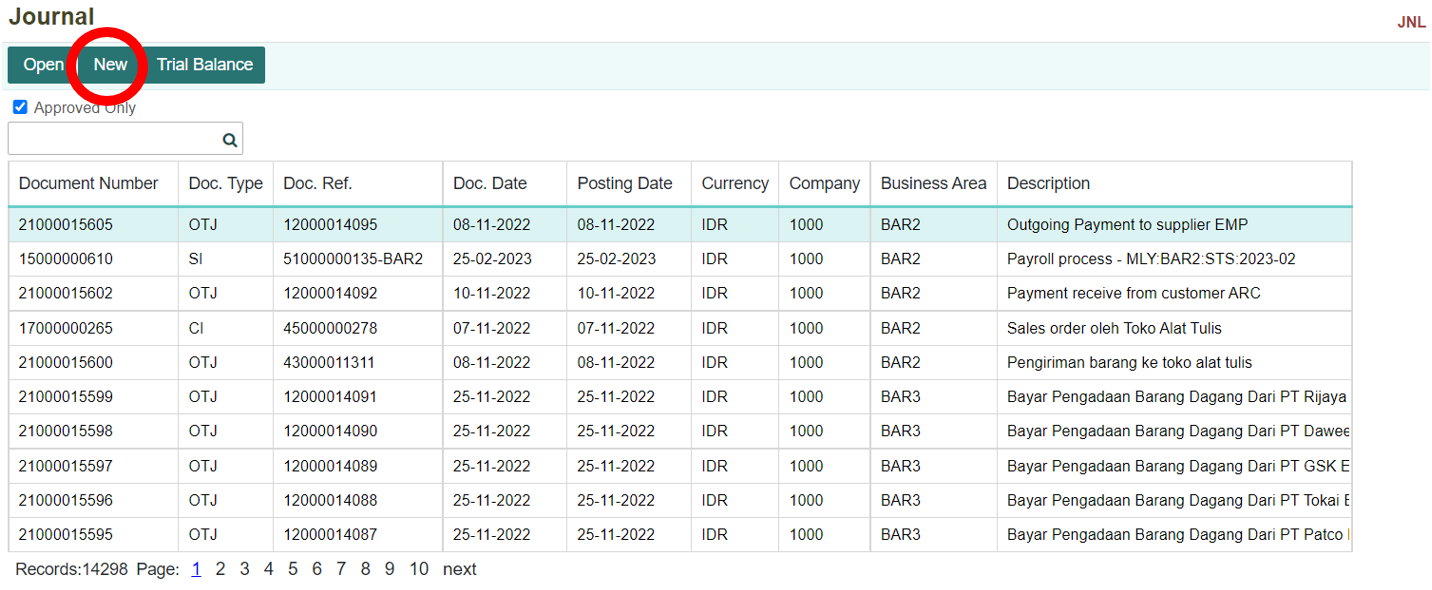 Journal
JNL
Open New Trial Balance
Approved Only
Document Number Doc. Type Doc. Ref. Doc. Date Posting Date Currency Company Business Area Description
21000015605 OTJ 12000014095 08-11-2022 08-11-2022 IDR 1000 BAR2 Outgoing Payment to supplier EMP
15000000610 SI 51000000135-BAR2 25-02-2023 25-02-2023 IDR 1000 BAR2 Payroll process - MLY:BAR2:STS:2023-02
21000015602 OTJ 12000014092 10-11-2022 10-11-2022 IDR 1000 BAR2 Payment receive from customer ARC
17000000265 CI 45000000278 07-11-2022 07-11-2022 IDR 1000 BAR2 Sales order oleh Toko Alat Tulis
21000015600 OTJ 43000011311 08-11-2022 08-11-2022 IDR 1000 BAR2 Pengiriman barang ke toko alat tulis
21000015599 OTJ 12000014091 25-11-2022 25-11-2022 IDR 1000 BAR3 Bayar Pengadaan Barang Dagang Dari PT Rijaya
21000015598 OTJ 12000014090 25-11-2022 25-11-2022 IDR 1000 BAR3 Bayar Pengadaan Barang Dagang Dari PT Dawee
21000015597 OTJ 12000014089 25-11-2022 25-11-2022 IDR 1000 BAR3 Bayar Pengadaan Barang Dagang Dari PT GSK E
21000015596 OTJ 12000014088 25-11-2022 25-11-2022 IDR 1000 BAR3 Bayar Pengadaan Barang Dagang Dari PT Tokai
21000015595 OTJ 12000014087 25-11-2022 25-11-2022 IDR 1000 BAR3 Bayar Pengadaan Barang Dagang Dari PT Patco
Records:14298 Page: 1 2 3 4 5 6 7 8 9 10 next